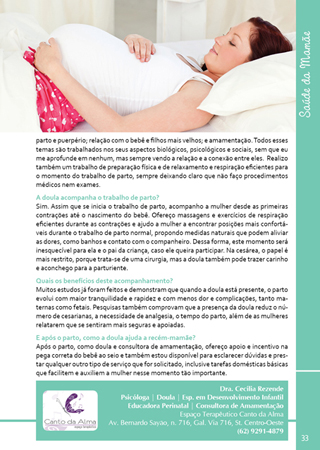 Saúde da Mamãe
parto e puerpério; relação com o bebê e filhos mais velhos; e amamentação. Todos esses
temas são trabalhados nos seus aspectos biológicos, psicológicos e sociais, sem que eu
me aprofunde em nenhum, mas sempre vendo a relação e a conexão entre eles. Realizo
também um trabalho de preparação física e de relaxamento e respiração eficientes para
o momento do trabalho de parto, sempre deixando claro que não faço procedimentos
médicos nem exames.
A doula acompanha o trabalho de parto?
Sim. Assim que se inicia o trabalho de parto, acompanho a mulher desde as primeiras
contrações até o nascimento do bebê. Ofereço massagens e exercícios de respiração
eficientes durante as contrações e ajudo a mulher a encontrar posições mais confortá-
veis durante o trabalho de parto normal, propondo medidas naturais que podem aliviar
as dores, como banhos e contato com o companheiro. Dessa forma, este momento será
inesquecível para ela e o pai da criança, caso ele queira participar. Na cesárea, o papel é
mais restrito, porque trata-se de uma cirurgia, mas a doula também pode trazer carinho
e aconchego para a parturiente.
Quais os benefícios deste acompanhamento?
Muitos estudos já foram feitos e demonstram que quando a doula está presente, o parto
evolui com maior tranquilidade e rapidez e com menos dor e complicações, tanto ma-
ternas como fetais. Pesquisas também comprovam que a presença da doula reduz o nú-
mero de cesarianas, a necessidade de analgesia, o tempo do parto, além de as mulheres
relatarem que se sentiram mais seguras e apoiadas.
E após o parto, como a doula ajuda a recém-mamãe?
Após o parto, como doula e consultora de amamentação, ofereço apoio e incentivo na
pega correta do bebê ao seio e também estou disponível para esclarecer dúvidas e pres-
tar qualquer outro tipo de serviço que for solicitado, inclusive tarefas domésticas básicas
que facilitem e auxiliem a mulher nesse momento tão importante.
Canto da Alma
Dra. Cecília Rezende
Psicóloga | Doula | Esp. em Desenvolvimento Infantil
Educadora Perinatal | Consultora de Amamentação
Espaço Terapêutico Canto da Alma
Av. Bernardo Sayão, n. 716, Gal. Via 716, St. Centro-Oeste
(62) 9291-4879
33